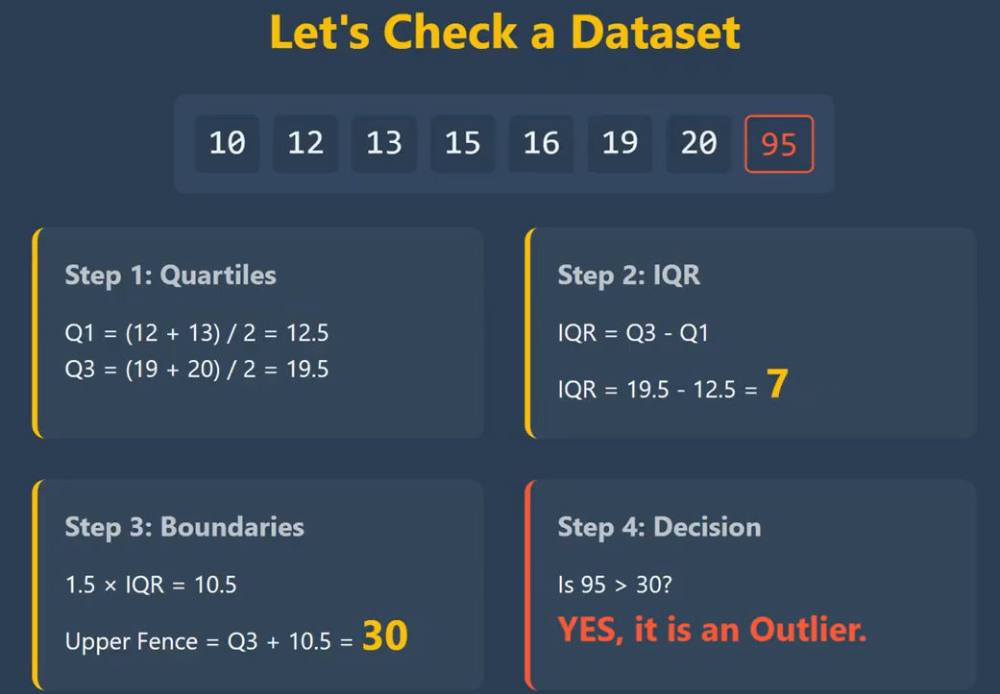 Let's Check a Dataset
10 12 13 15 16 19 20 95
Step 1: Quartiles
Q1 = (12 + 13) / 2 = 12.5
Q3 = (19 + 20) / 2 = 19.5
Step 2: IQR
IQR = Q3 - Q1
IQR = 19.5 - 12.5 = 7
Step 3: Boundaries
1.5 × IQR = 10.5
Upper Fence = Q3 + 10.5 = 30
Step 4: Decision
Is 95 > 30?
YES, it is an Outlier.